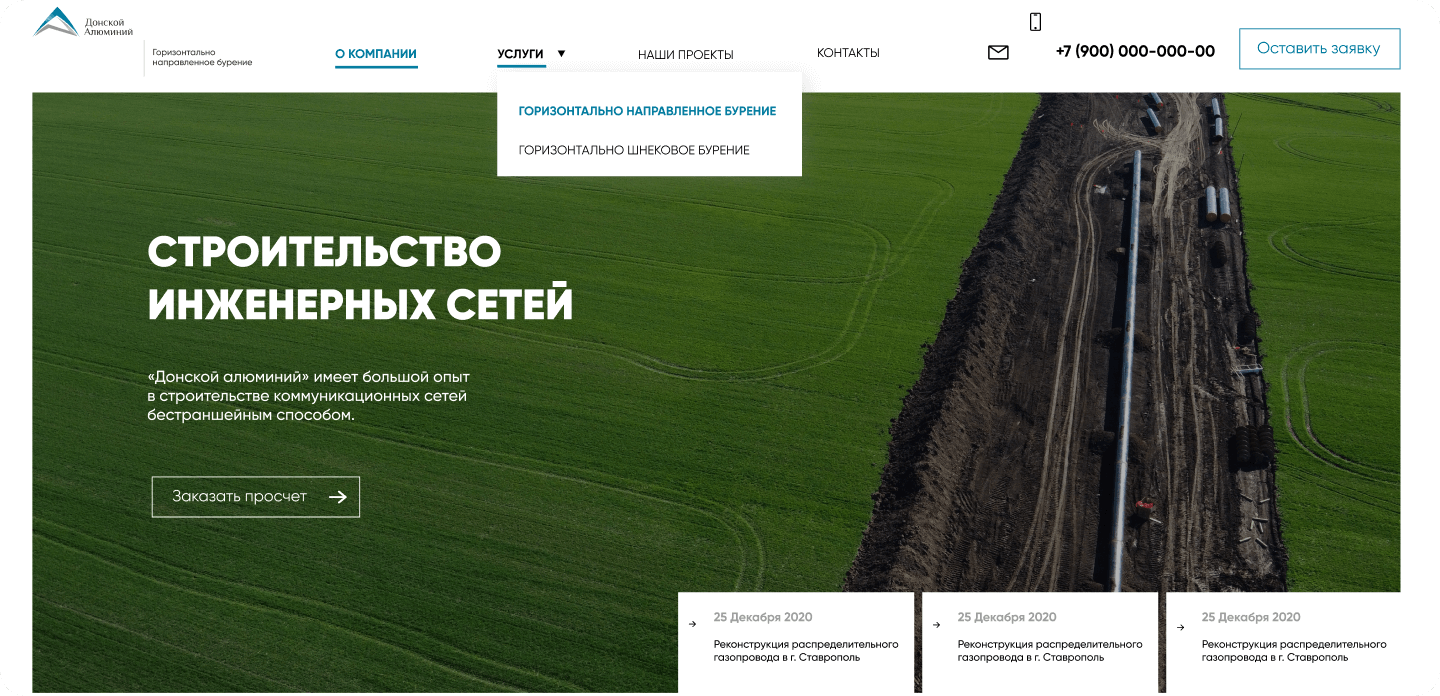 Донской
Алюминий
Горизонтально
направленное бурение
О КОМПАНИИ
УСЛУГИ
НАШИ ПРОЕКТЫ
КОНТАКТЫ
+7 (900) 000-000-00
Оставить заявку
ГОРИЗОНТАЛЬНО НАПРАВЛЕННОЕ БУРЕНИЕ
ГОРИЗОНТАЛЬНО ШНЕКОВОЕ БУРЕНИЕ
СТРОИТЕЛЬСТВО
ИНЖЕНЕРНЫХ СЕТЕЙ
«Донской алюминий» имеет большой опыт
в строительстве коммуникационных сетей
бестраншейным способом.
Заказать просчет
25 Декабря 2020
Реконструкция распределительного
газопровода в г. Ставрополь
25 Декабря 2020
Реконструкция распределительного
газопровода в г. Ставрополь
25 Декабря 2020
Реконструкция распределительного
газопровода в г. Ставрополь